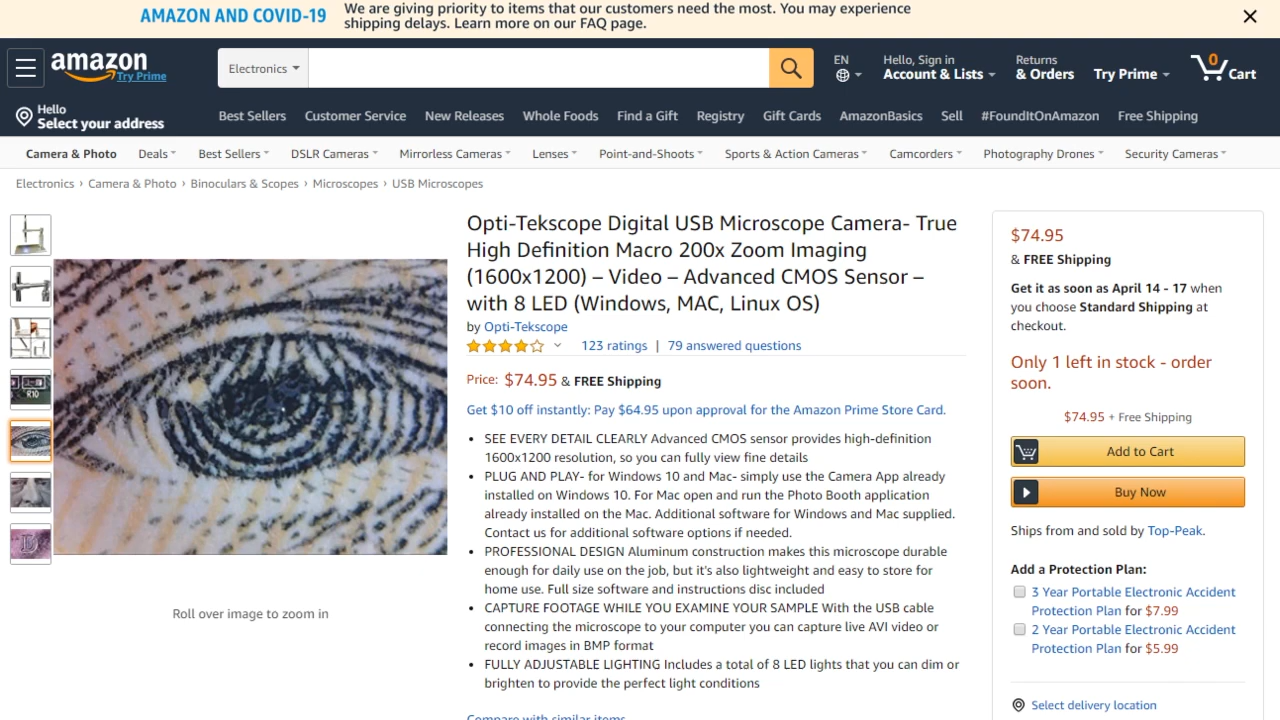 AMAZON AND COVID-19
We are giving priority to items that our customers need the most. You may experience
shipping delays. Learn more on our FAQ page.
amazon
Try Prime
Electronics
EN
Hello, Sign in
Account & Lists
Returns
& Orders
Try Prime
0
Cart
Hello
Select your address
Best Sellers
Customer Service
New Releases
Whole Foods
Find a Gift
Registry
Gift Cards
AmazonBasics
Sell
#FoundItOnAmazon
Free Shipping
Camera & Photo
Deals
Best Sellers
DSLR Cameras
Mirrorless Cameras
Lenses
Point-and-Shoots
Sports & Action Cameras
Camcorders
Photography Drones
Security Cameras
Electronics › Camera & Photo › Binoculars & Scopes › Microscopes › USB Microscopes
R10
Roll over image to zoom in
Opti-Tekscope Digital USB Microscope Camera- True
High Definition Macro 200x Zoom Imaging
(1600x1200) – Video – Advanced CMOS Sensor –
with 8 LED (Windows, MAC, Linux OS)
by Opti-Tekscope
123 ratings | 79 answered questions
Price: $74.95 & FREE Shipping
Get $10 off instantly: Pay $64.95 upon approval for the Amazon Prime Store Card.
• SEE EVERY DETAIL CLEARLY Advanced CMOS sensor provides high-definition
1600x1200 resolution, so you can fully view fine details
• PLUG AND PLAY- for Windows 10 and Mac- simply use the Camera App already
installed on Windows 10. For Mac open and run the Photo Booth application
already installed on the Mac. Additional software for Windows and Mac supplied.
Contact us for additional software options if needed.
• PROFESSIONAL DESIGN Aluminum construction makes this microscope durable
enough for daily use on the job, but it's also lightweight and easy to store for
home use. Full size software and instructions disc included
• CAPTURE FOOTAGE WHILE YOU EXAMINE YOUR SAMPLE With the USB cable
connecting the microscope to your computer you can capture live AVI video or
record images in BMP format
• FULLY ADJUSTABLE LIGHTING Includes a total of 8 LED lights that you can dim or
brighten to provide the perfect light conditions
Compare with similar items
$74.95
& FREE Shipping
Get it as soon as April 14 - 17 when
you choose Standard Shipping at
checkout.
Only 1 left in stock - order
soon.
$74.95 + Free Shipping
Add to Cart
Buy Now
Ships from and sold by Top-Peak.
Add a Protection Plan:
3 Year Portable Electronic Accident
Protection Plan for $7.99
2 Year Portable Electronic Accident
Protection Plan for $5.99
Select delivery location